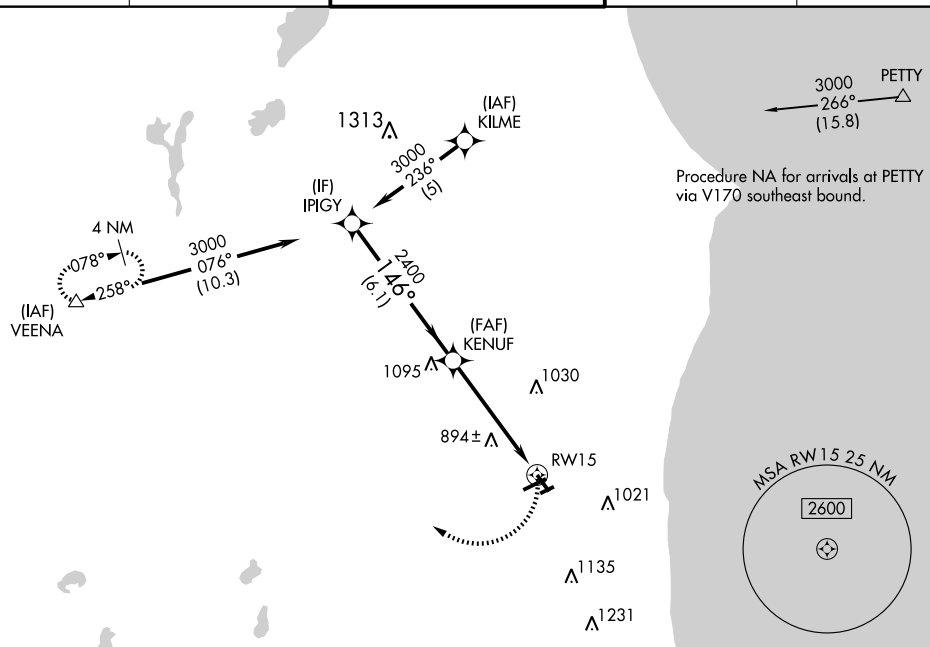 PETTY
3000
266°
(15.8)
Procedure NA for arrivals at PETTY
via V170 southeast bound.
(IAF)
KILME
1313
3000
236°
(5)
(IF)
IPIGY
4 NM
078°
258°
3000
076°
(10.3)
(IAF)
VEENA
2400
146°
(6.1)
(FAF)
KENUF
1095
1030
894±
RW15
1021
1135
1231
MSA RW15 25 NM
2600